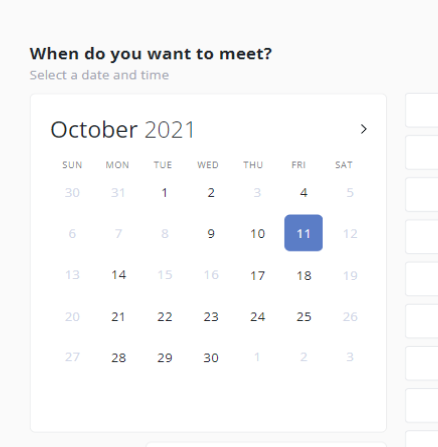 When do you want to meet?
Select a date and time
October 2021
SUN MON TUE WED THU FRI SAT
30 31 1 2 3 4 5
6 7 8 9 10 11 12
13 14 15 16 17 18 19
20 21 22 23 24 25 26
27 28 29 30 1 2 3